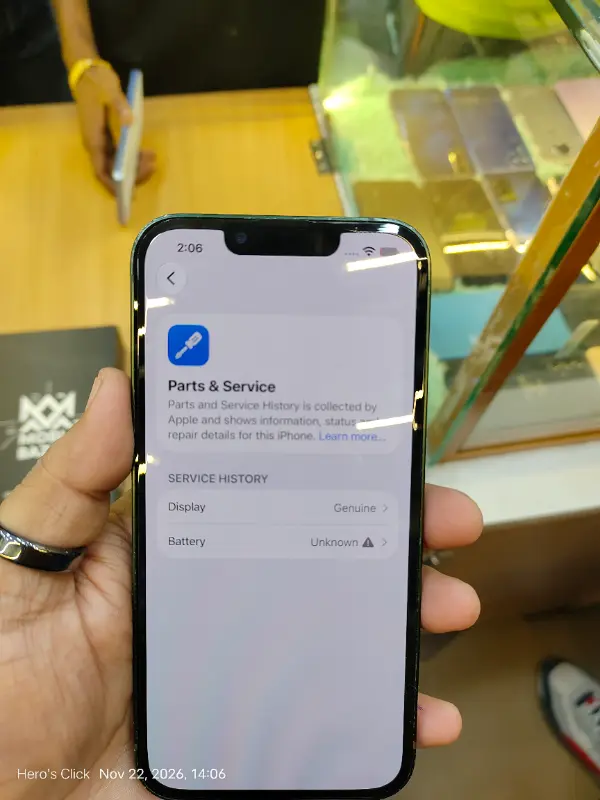 2:06
Parts & Service
Parts and Service History is collected by
Apple and shows information, status and
repair details for this iPhone. Learn more...
SERVICE HISTORY
Display Genuine
Battery Unknown
Hero's Click Nov 22, 2026, 14:06